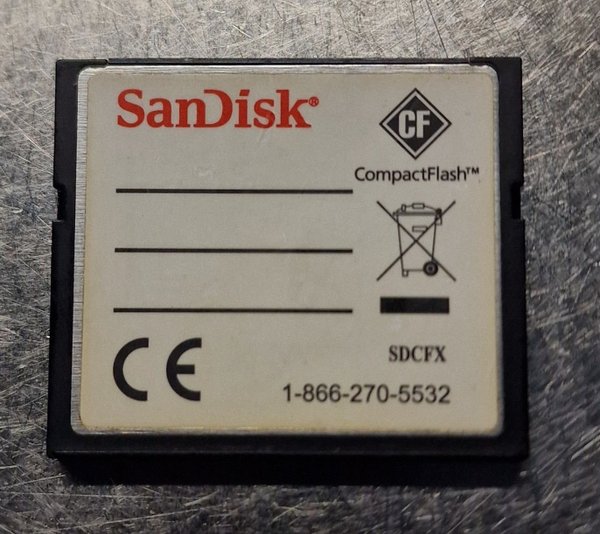 SanDisk®
CF
CompactFlash™
SDCFX
CE
1-866-270-5532